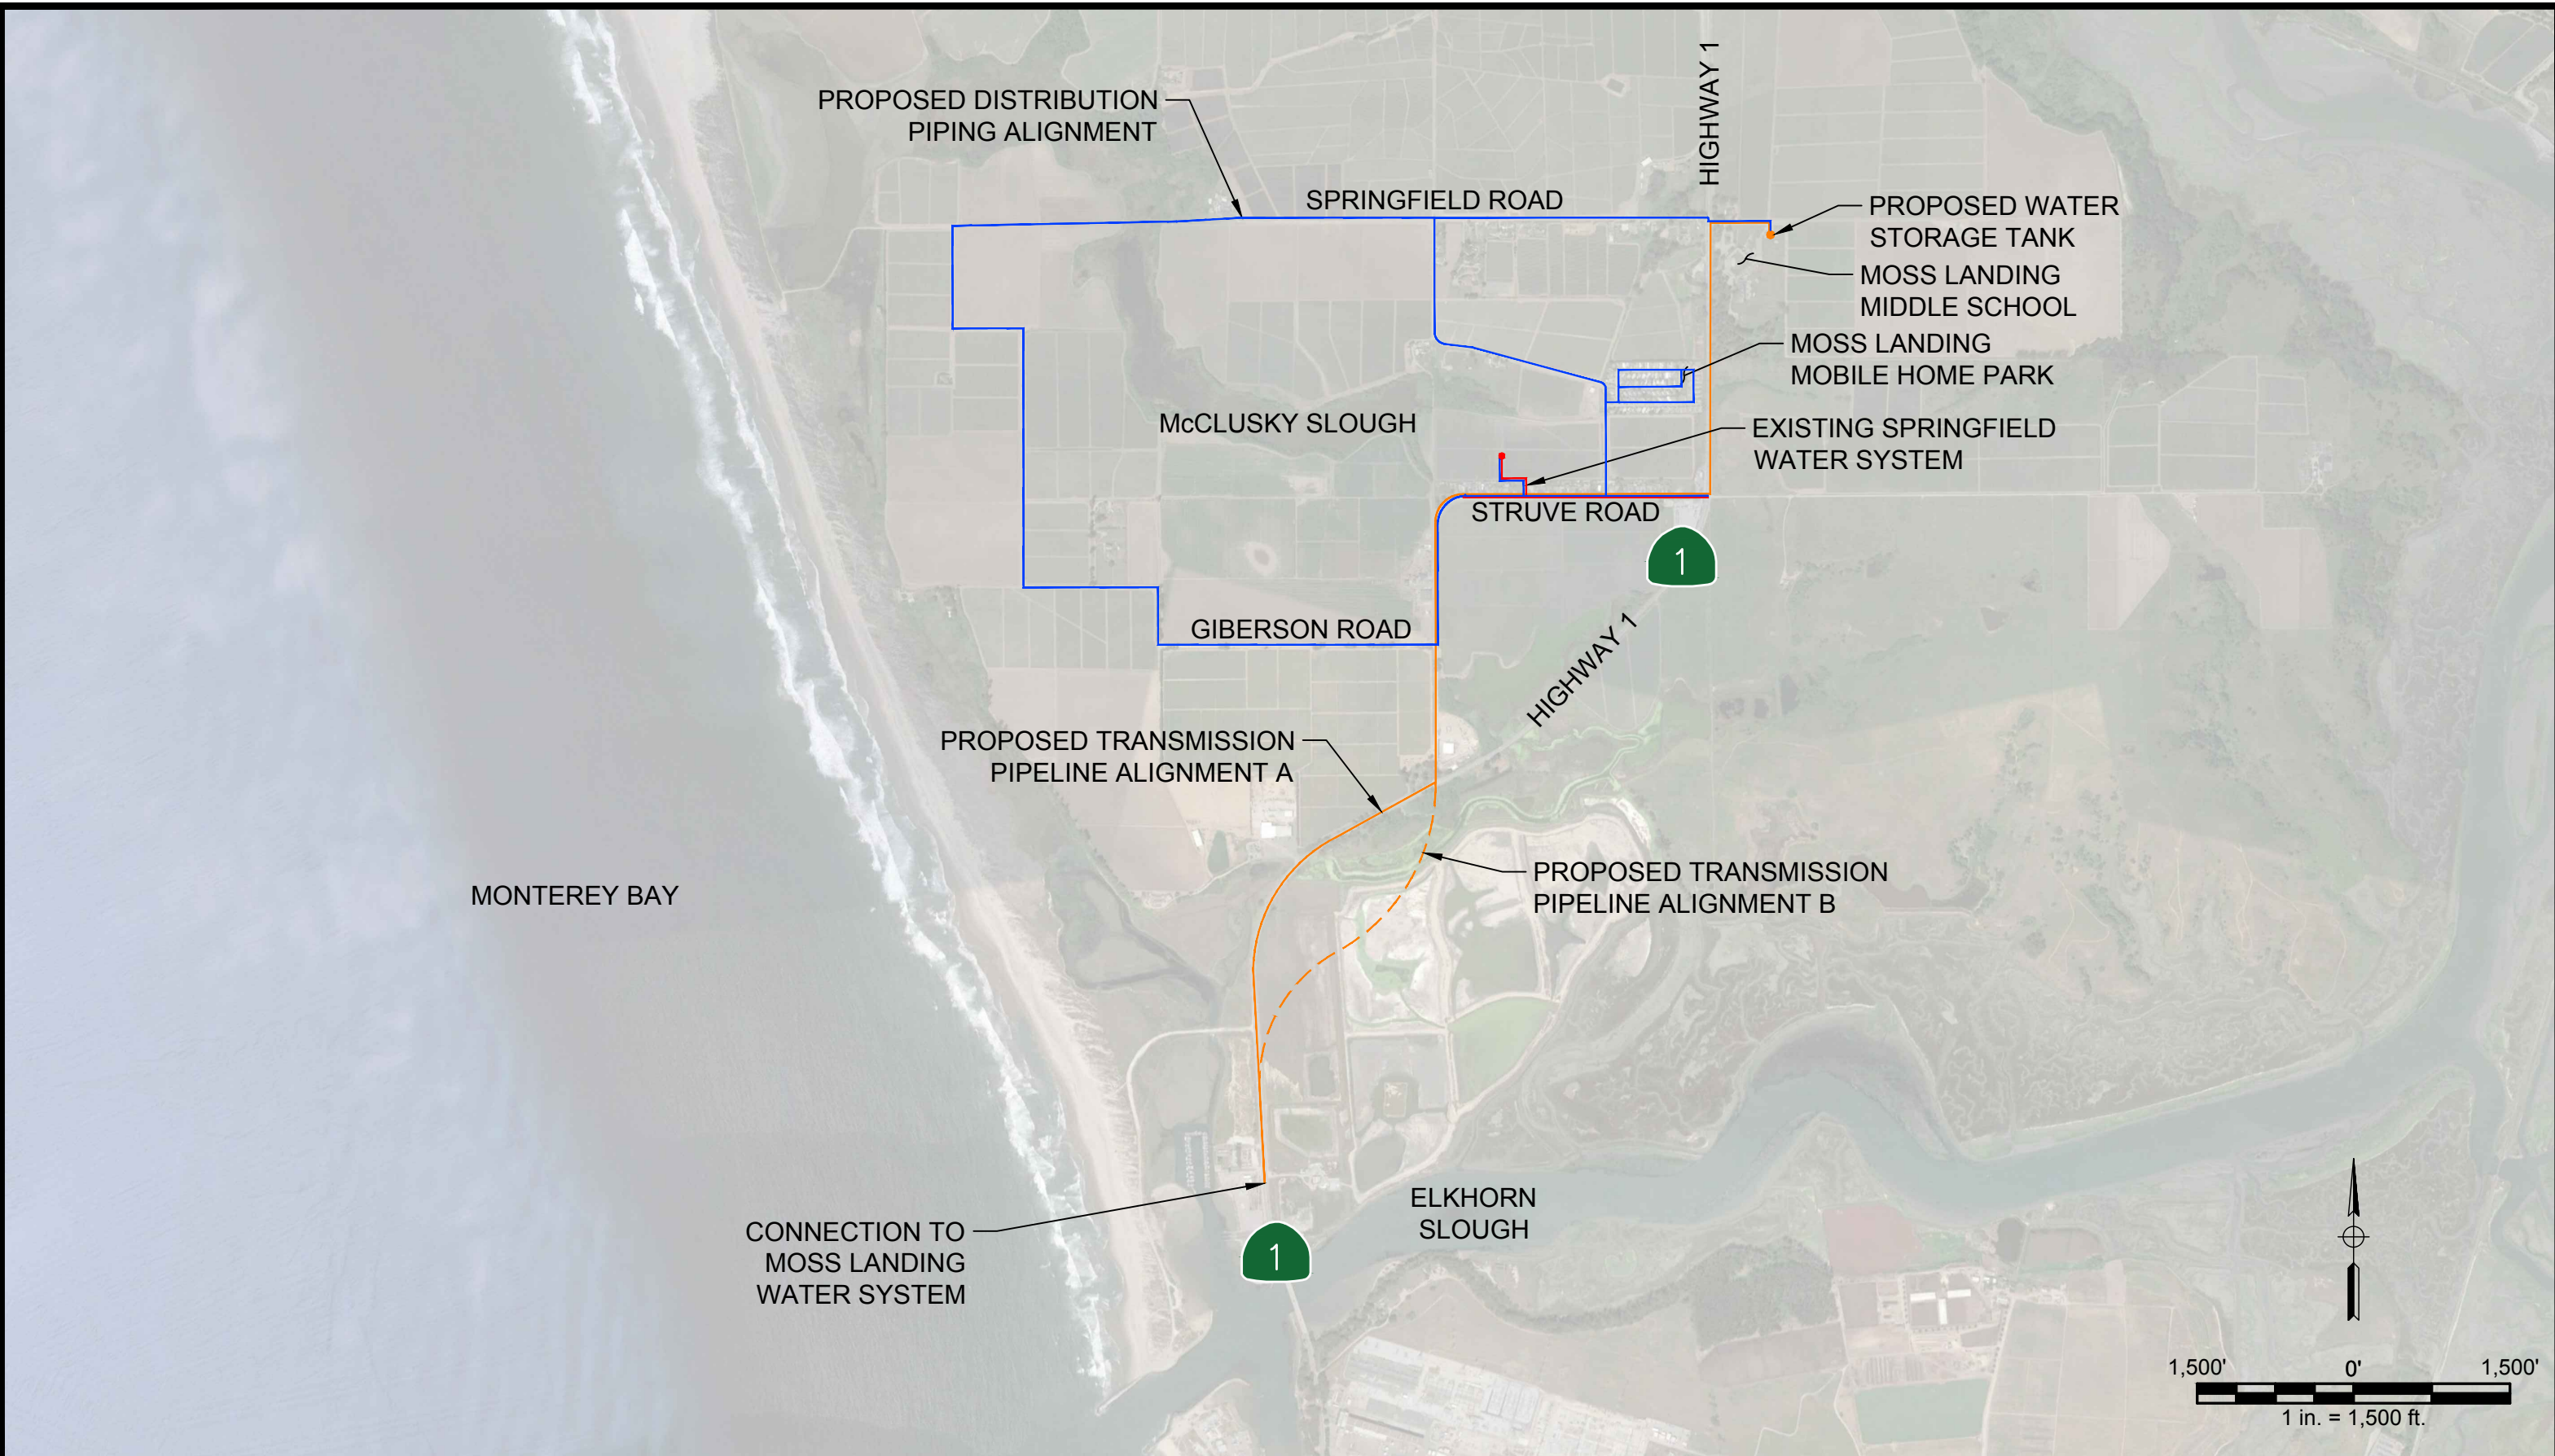 HIGHWAY 1
PROPOSED DISTRIBUTION
PIPING ALIGNMENT
SPRINGFIELD ROAD
PROPOSED WATER
STORAGE TANK
MOSS LANDING
MIDDLE SCHOOL
MOSS LANDING
MOBILE HOME PARK
McCLUSKY SLOUGH
EXISTING SPRINGFIELD
WATER SYSTEM
STRUVE ROAD
1
GIBERSON ROAD
HIGHWAY 1
PROPOSED TRANSMISSION
PIPELINE ALIGNMENT A
PROPOSED TRANSMISSION
PIPELINE ALIGNMENT B
MONTEREY BAY
ELKHORN
SLOUGH
CONNECTION TO
MOSS LANDING
WATER SYSTEM
1
1,500' 0' 1,500'
1 in. = 1,500 ft.